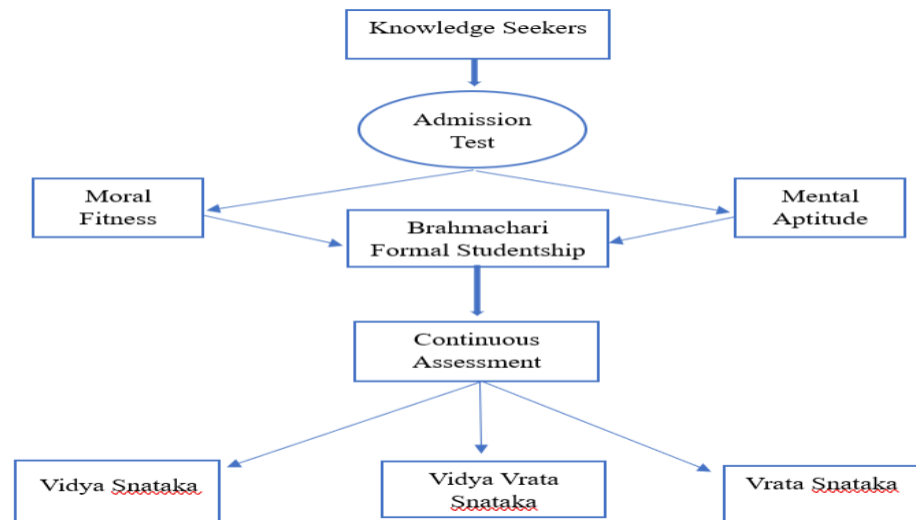 Knowledge Seekers
Admission
Test
Moral
Fitness
Mental
Aptitude
Brahmachari
Formal Studentship
Continuous
Assessment
Vidya Snataka
Vidya Vrata
Snataka
Vrata Snataka